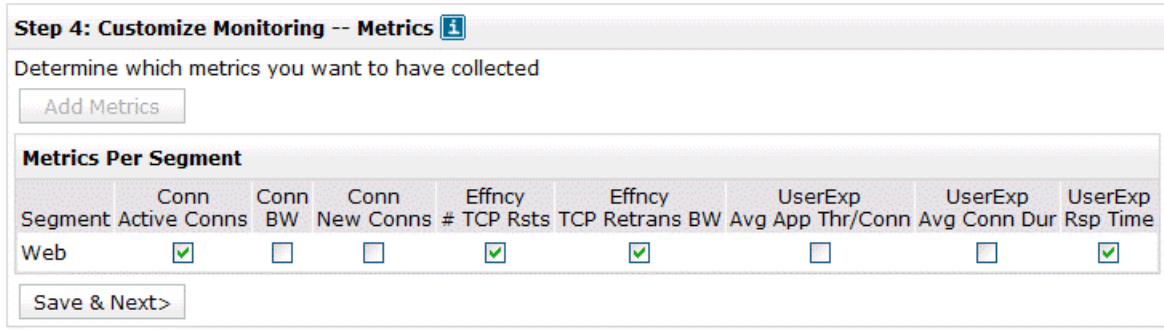 Step 4: Customize Monitoring -- Metrics i
Determine which metrics you want to have collected
Add Metrics
Metrics Per Segment
Conn Conn Conn Effncy Effncy UserExp UserExp UserExp
Segment Active Conns BW New Conns # TCP Rsts TCP Retrans BW Avg App Thr/Conn Avg Conn Dur Rsp Time
Web
Save & Next>